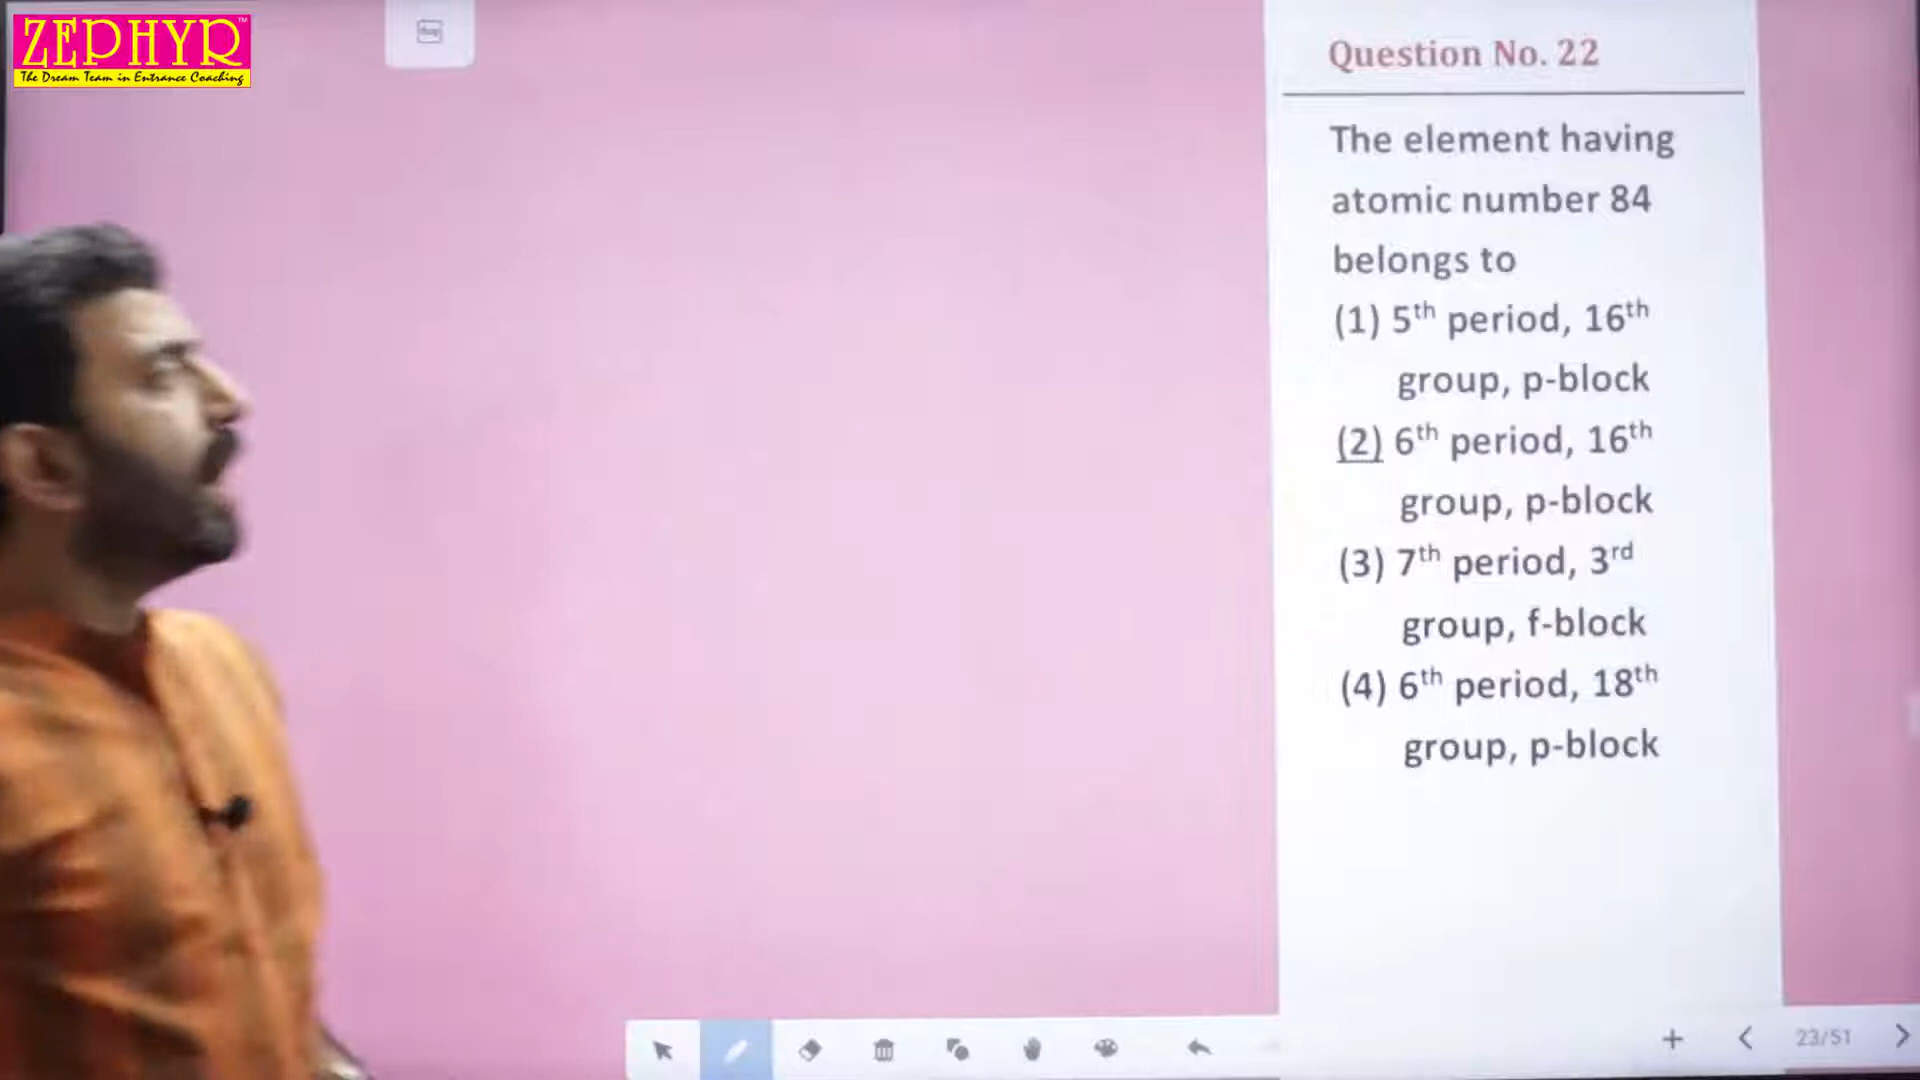 ZEPHYR™
The Dream Team in Entrance Coaching
Question No. 22
The element having
atomic number 84
belongs to
(1) 5th period, 16th
group, p-block
(2) 6th period, 16th
group, p-block
(3) 7th period, 3rd
group, f-block
(4) 6th period, 18th
group, p-block
23/51